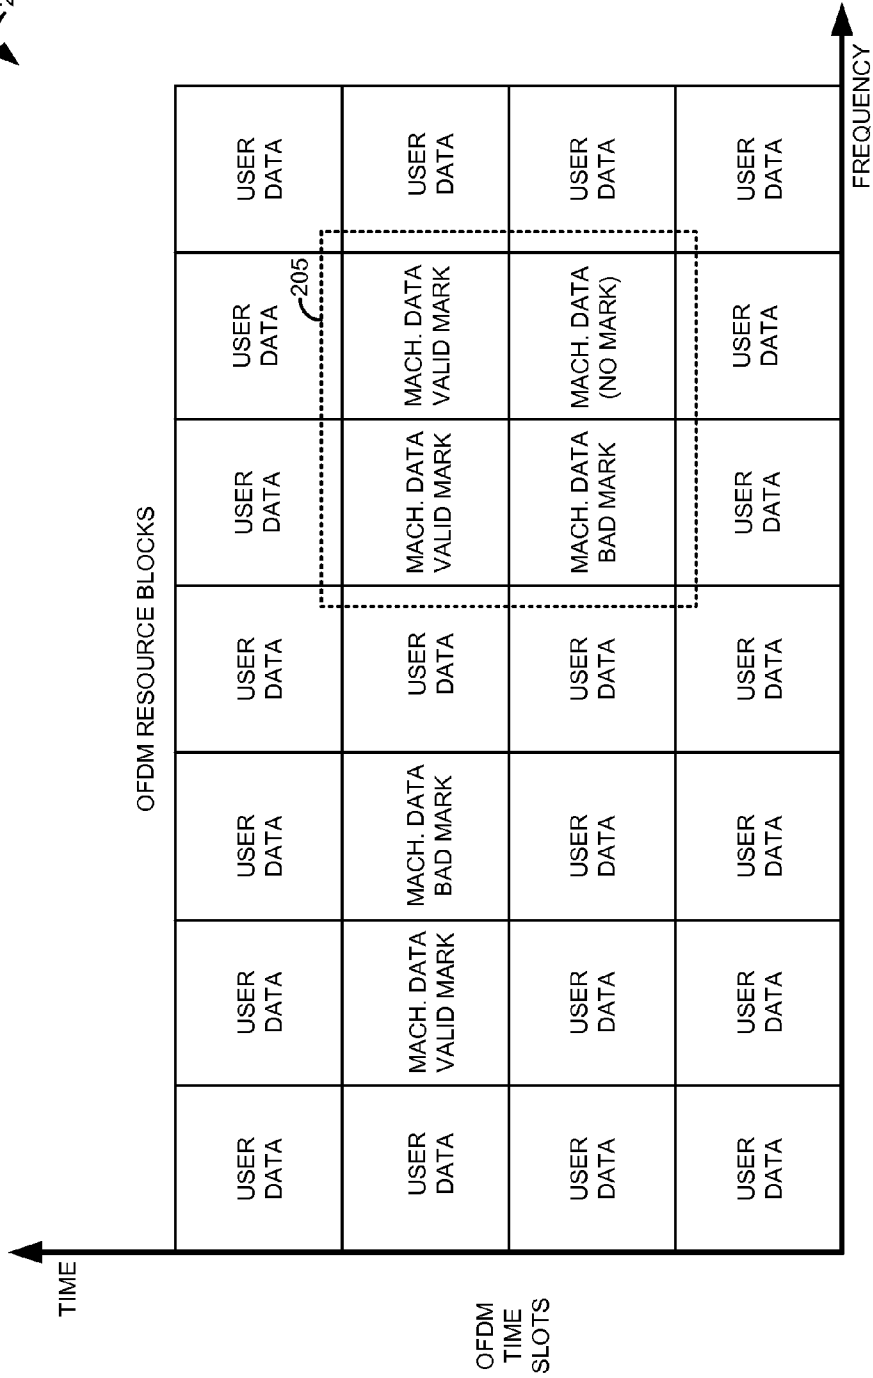 TIME
OFDM RESOURCE BLOCKS
USER
DATA
USER
DATA
USER
DATA
USER
DATA
USER
DATA
USER
DATA
USER
DATA
205
USER
DATA
MACH. DATA
VALID MARK
MACH. DATA
BAD MARK
USER
DATA
MACH. DATA
VALID MARK
MACH. DATA
VALID MARK
USER
DATA
OFDM
TIME
SLOTS
USER
DATA
USER
DATA
USER
DATA
USER
DATA
MACH. DATA
BAD MARK
MACH. DATA
(NO MARK)
USER
DATA
USER
DATA
USER
DATA
USER
DATA
USER
DATA
USER
DATA
USER
DATA
USER
DATA
FREQUENCY